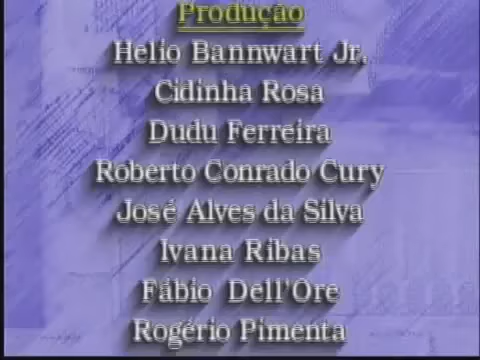 Produção
Helio Bannwart Jr.
Cidinha Rosa
Dudu Ferreira
Roberto Conrado Cury
José Alves da Silva
Ivana Ribas
Fábio Dell'Ore
Rogério Pimenta